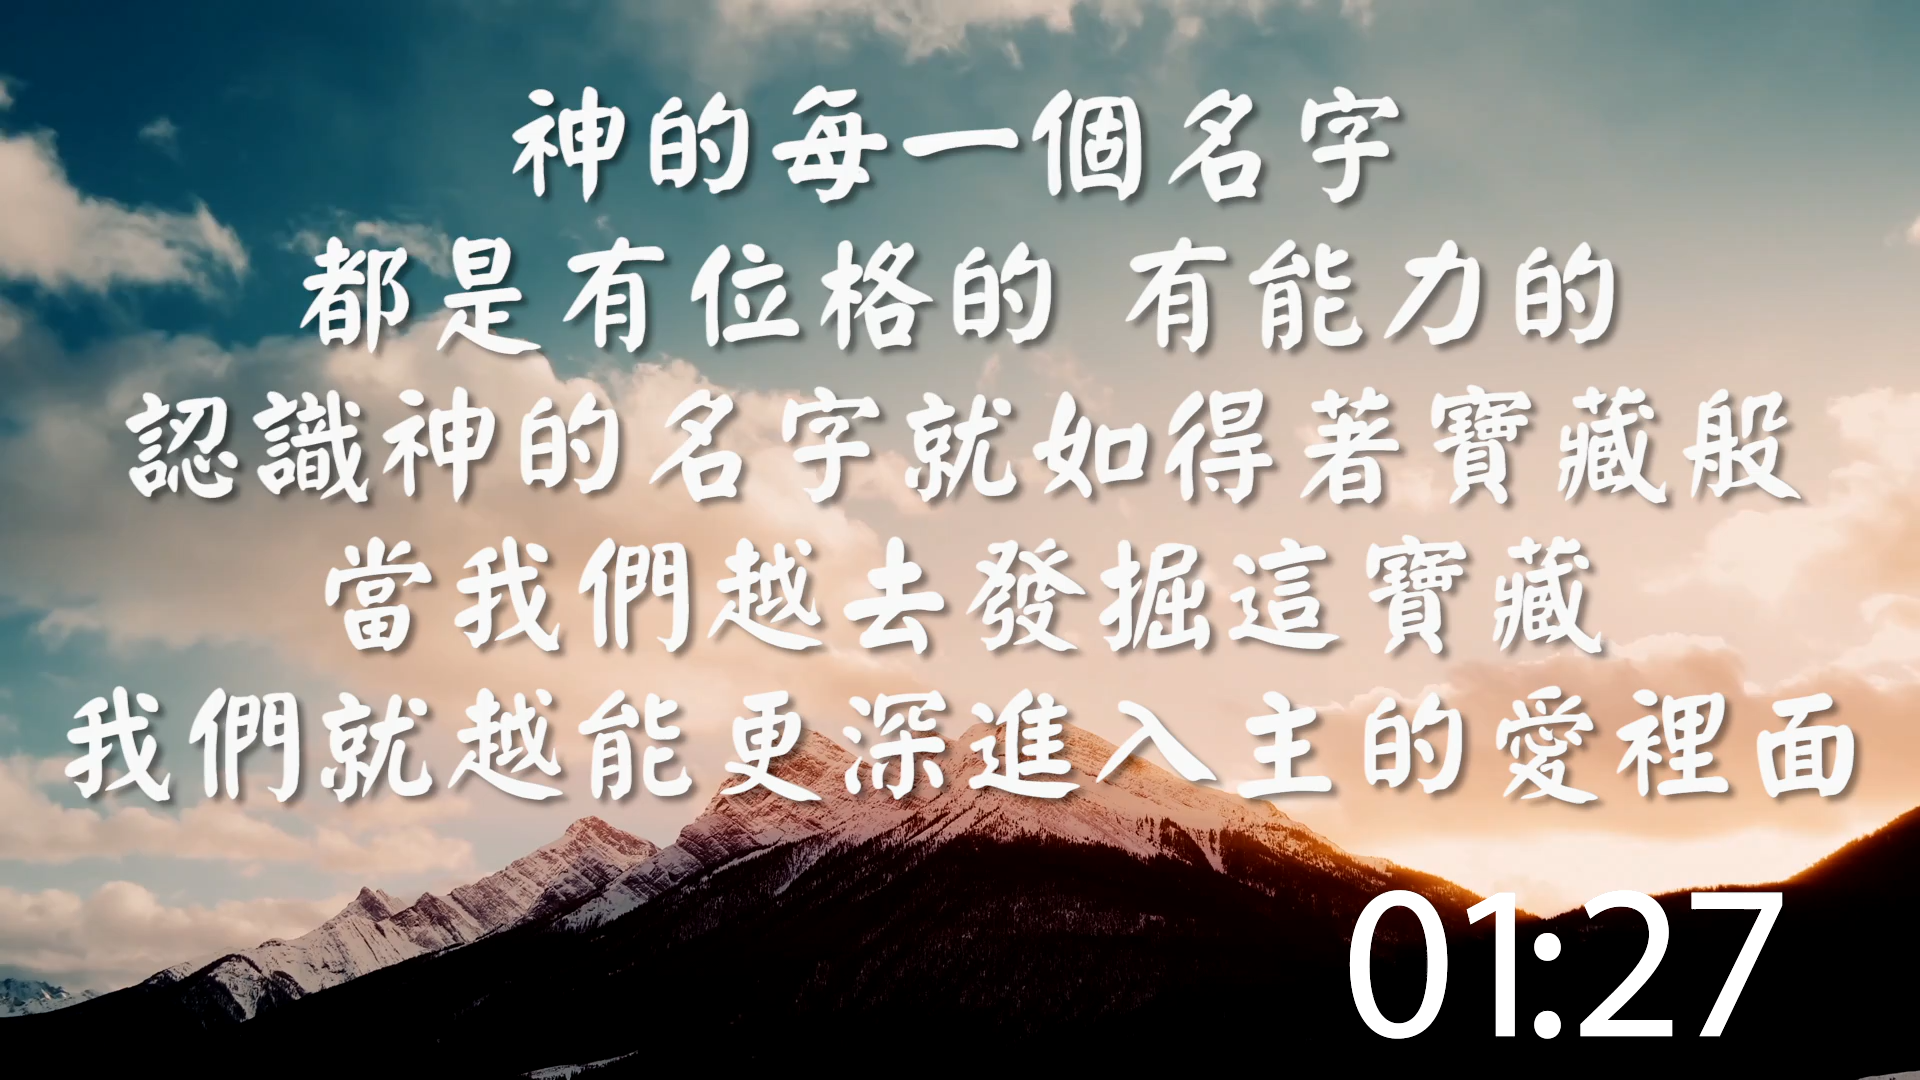 神的每一個名字
都是有位格的 有能力的
認識神的名字就如得著寶藏般
當我們越去發掘這寶藏
我們就越能更深進入主的愛裡面
01:27